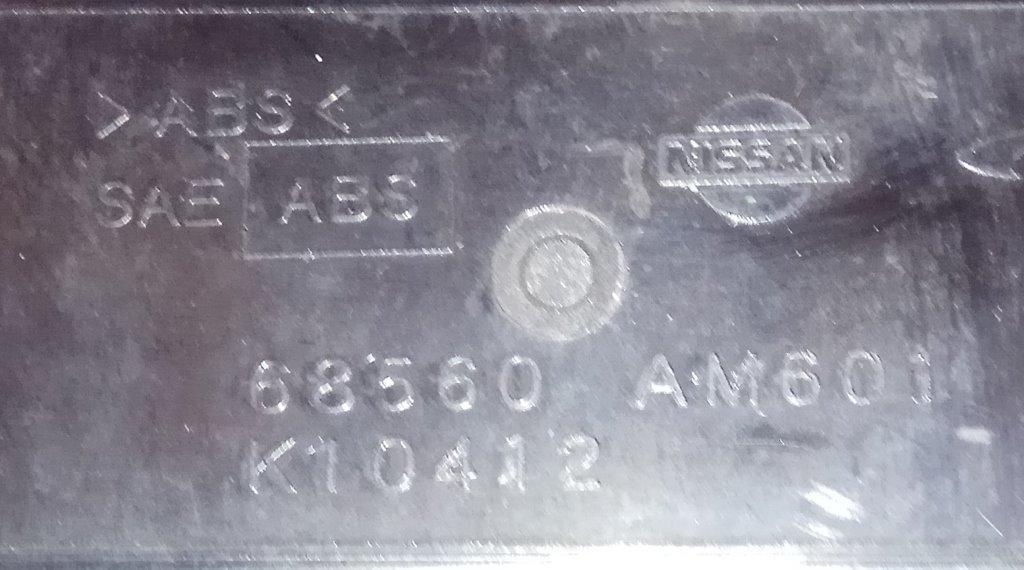 >ABS<
SAE ABS
NISSAN
68560 AM601
K10412